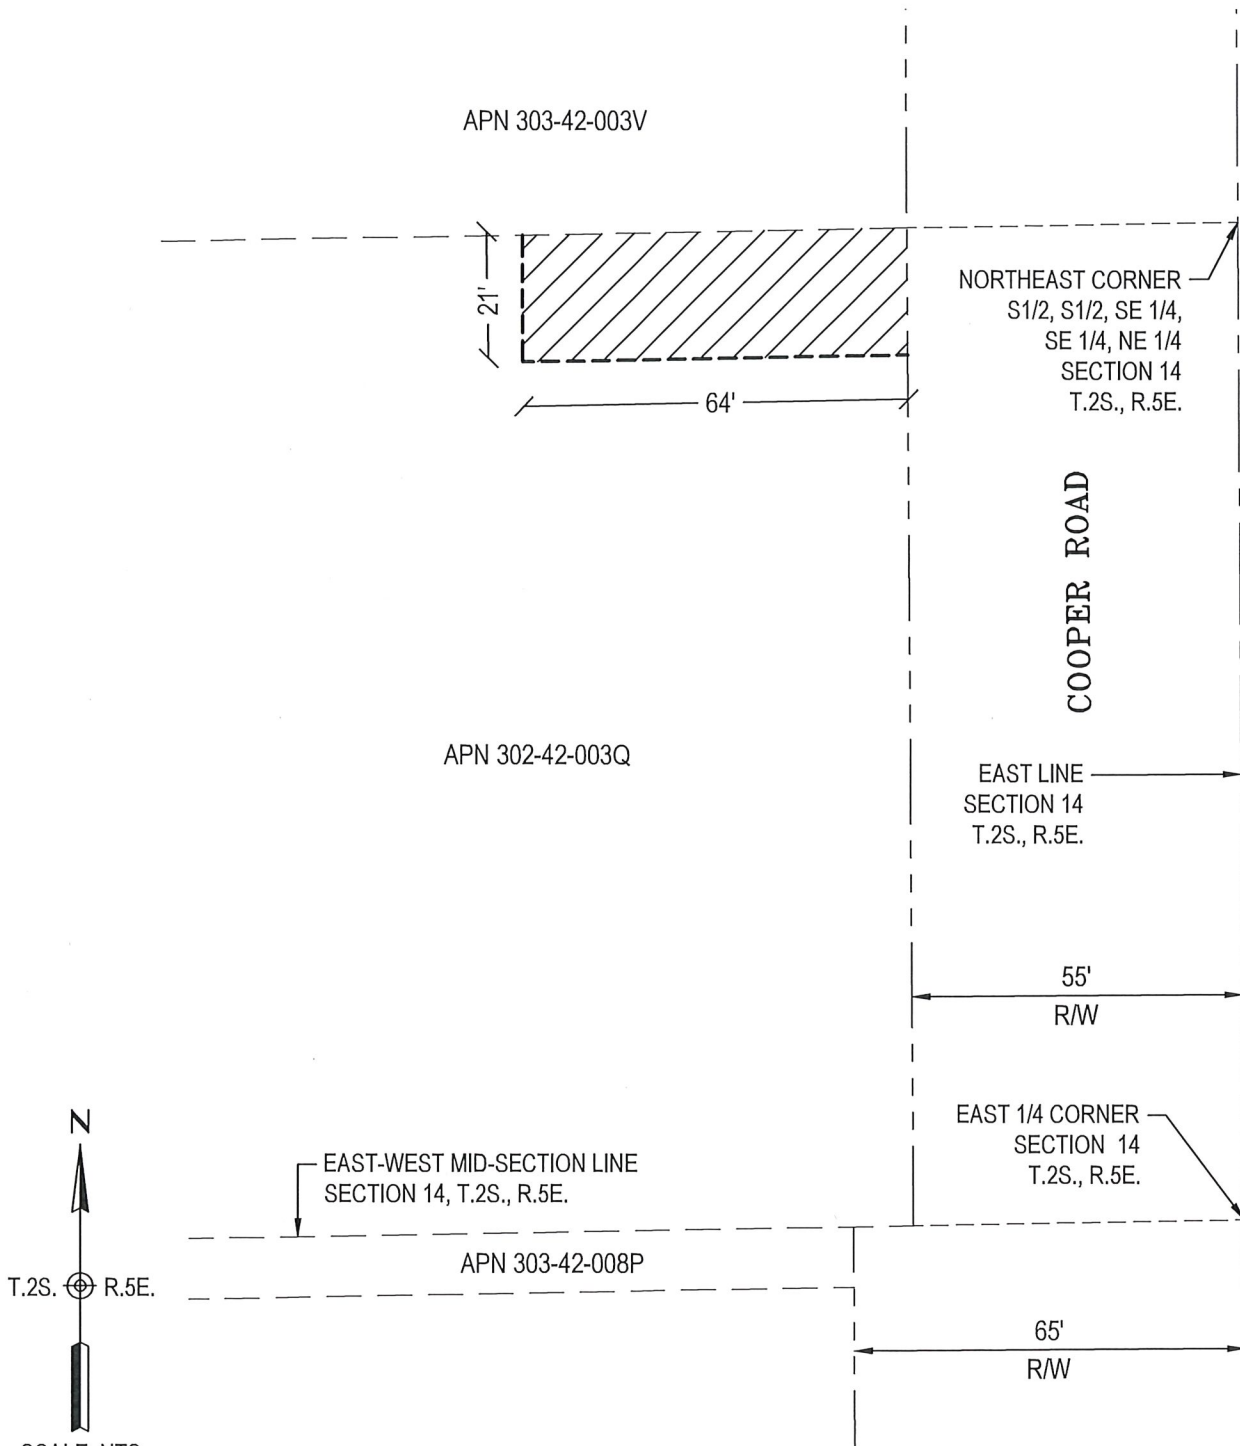 APN 303-42-003V
21'
64'
NORTHEAST CORNER
S1/2, S1/2, SE 1/4,
SE 1/4, NE 1/4
SECTION 14
T.2S., R.5E.
COOPER ROAD
APN 302-42-003Q
EAST LINE
SECTION 14
T.2S., R.5E.
55'
R/W
EAST 1/4 CORNER
SECTION 14
T.2S., R.5E.
N
EAST-WEST MID-SECTION LINE
SECTION 14, T.2S., R.5E.
APN 303-42-008P
T.2S. R.5E.
65'
R/W